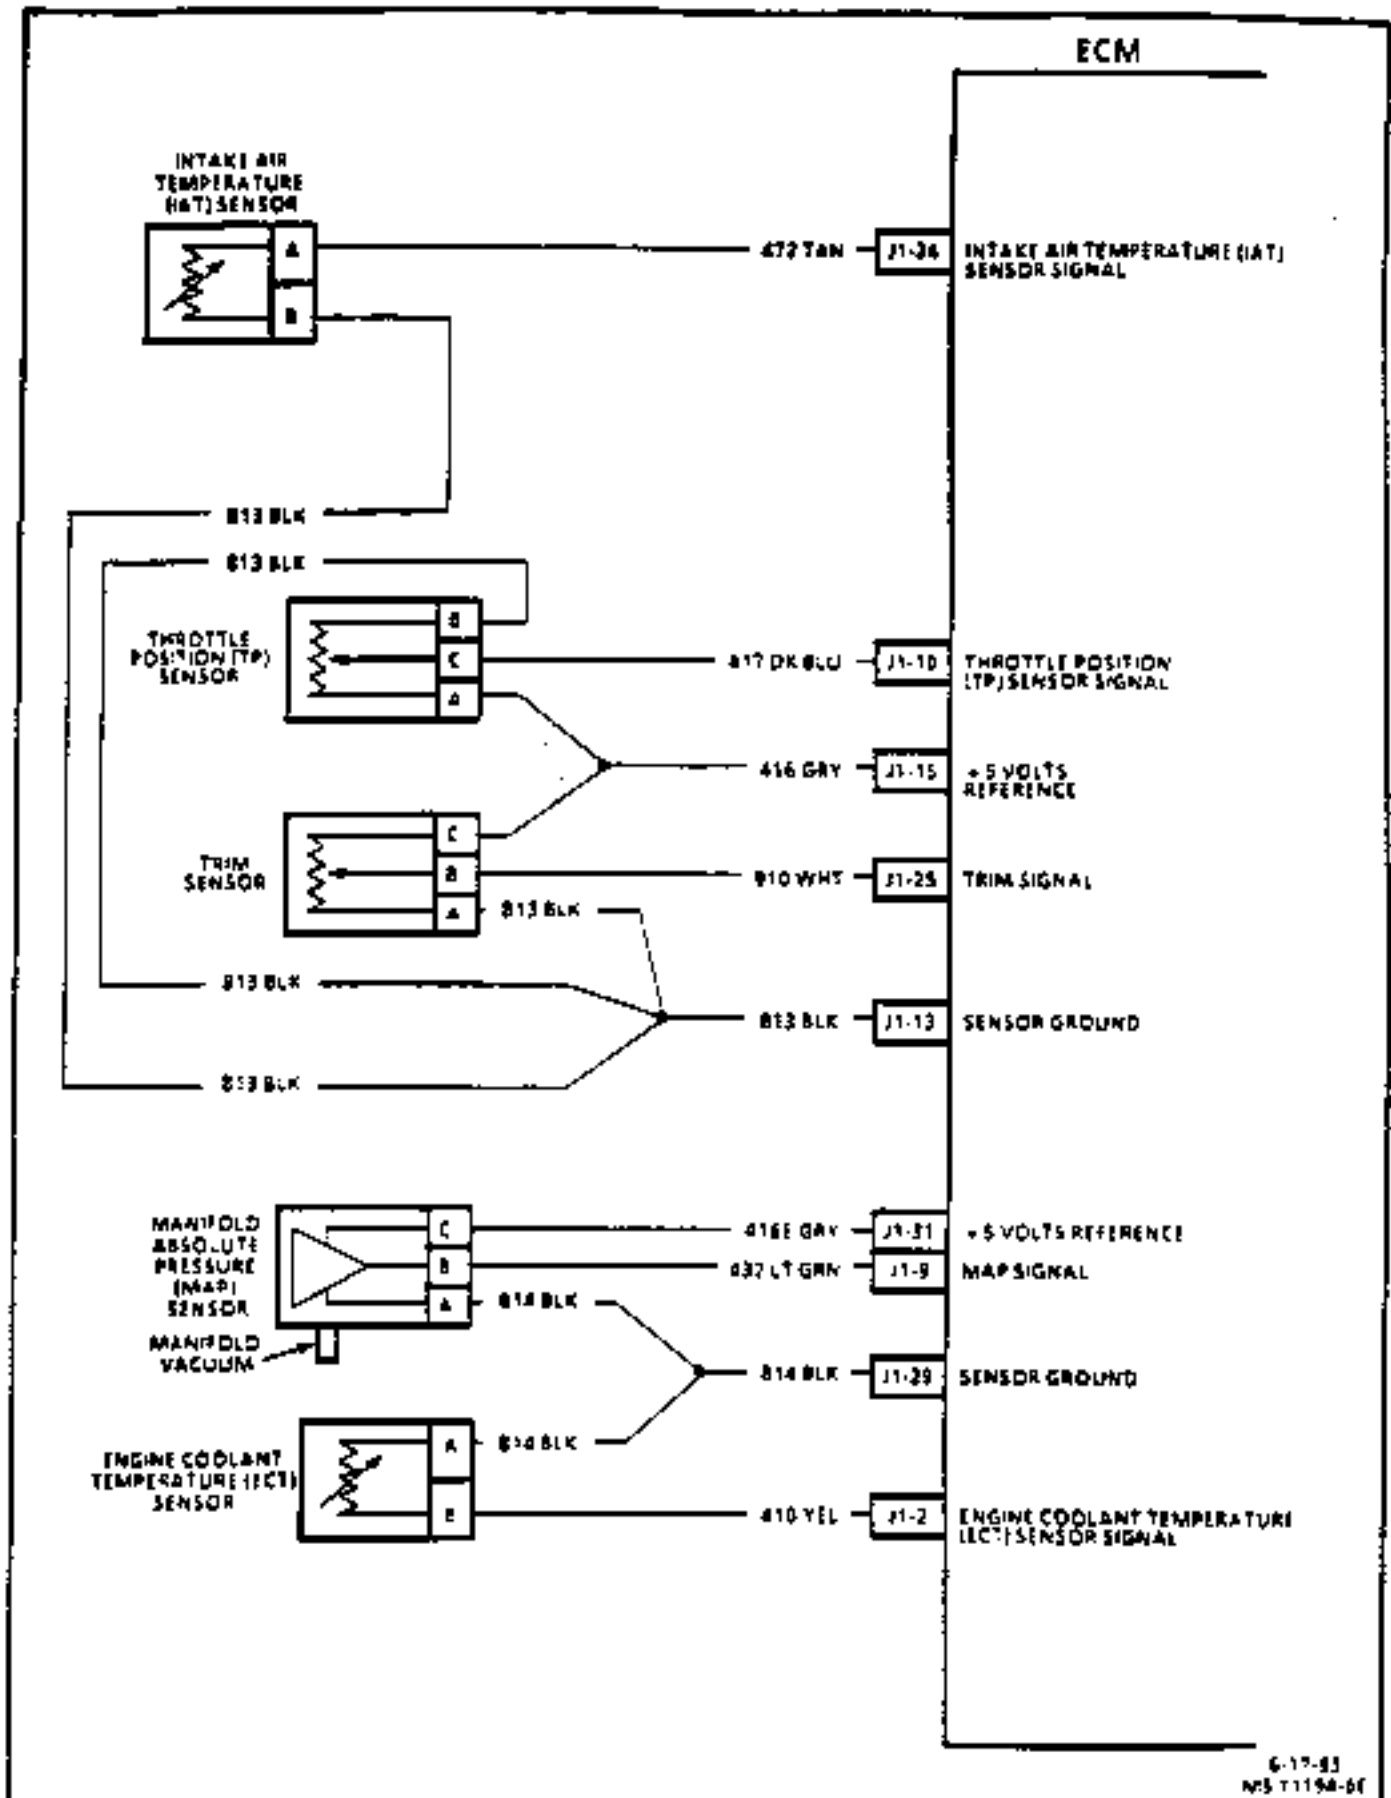 ECM
INTAKE AIR
TEMPERATURE
(IAT) SENSOR
A
B
472 TAN
INTAKE AIR TEMPERATURE (IAT)
SENSOR SIGNAL
813 BLK
813 BLK
THROTTLE
POSITION (TP)
SENSOR
B
C
A
417 DK BLU
J1-10
THROTTLE POSITION
(TP) SENSOR SIGNAL
416 GRY
J1-15
+5 VOLTS
REFERENCE
TRIM
SENSOR
C
B
A
WHT
J1-25
TRIM SIGNAL
813 BLK
813 BLK
813 BLK
J1-13
SENSOR GROUND
813 BLK
MANIFOLD
ABSOLUTE
PRESSURE
(MAP)
SENSOR
C
B
A
416E GRY
J1-31
+5 VOLTS REFERENCE
432 LT GRN
J1-9
MAP SIGNAL
814 BLK
MANIFOLD
VACUUM
814 BLK
J1-29
SENSOR GROUND
ENGINE COOLANT
TEMPERATURE (ECT)
SENSOR
A
B
814 BLK
410 YEL
J1-2
ENGINE COOLANT TEMPERATURE
(ECT) SENSOR SIGNAL